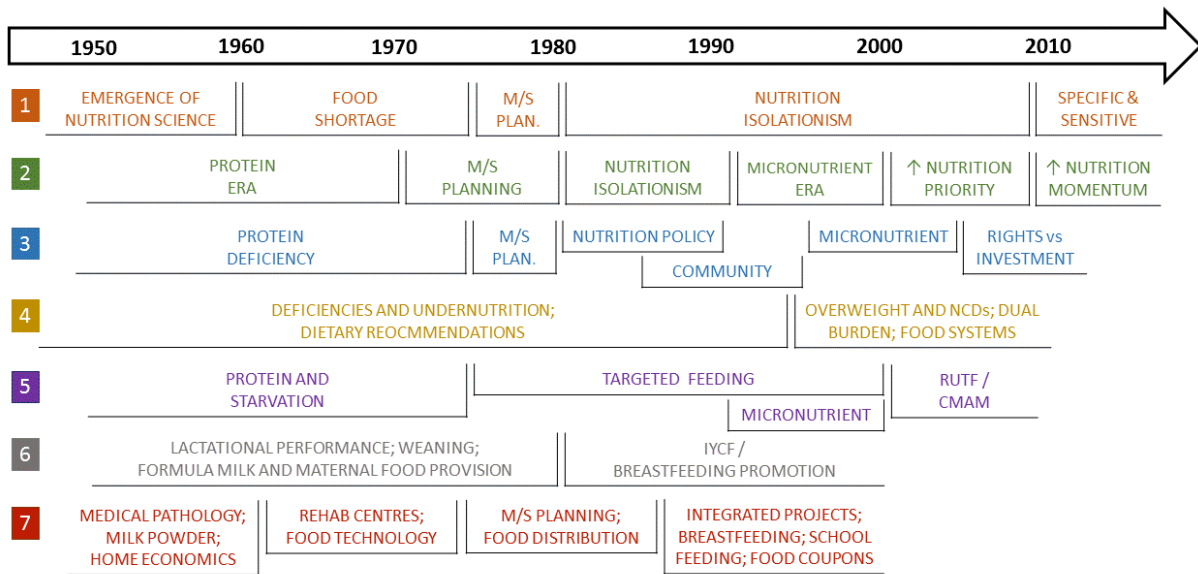 1950 1960 1970 1980 1990 2000 2010
1 EMERGENCE OF FOOD M/S NUTRITION SPECIFIC &
NUTRITION SCIENCE SHORTAGE PLAN. ISOLATIONISM SENSITIVE
2 PROTEIN M/S NUTRITION MICRONUTRIENT ↑ NUTRITION ↑ NUTRITION
ERA PLANNING ISOLATIONISM ERA PRIORITY MOMENTUM
3 PROTEIN M/S NUTRITION POLICY MICRONUTRIENT RIGHTS vs
DEFICIENCY PLAN. INVESTMENT
COMMUNITY
4 DEFICIENCIES AND UNDERNUTRITION; OVERWEIGHT AND NCDs; DUAL
DIETARY REOCMMENDATIONS BURDEN; FOOD SYSTEMS
5 PROTEIN AND TARGETED FEEDING RUTF /
STARVATION CMAM
MICRONUTRIENT
6 LACTATIONAL PERFORMANCE; WEANING; IYCF /
FORMULA MILK AND MATERNAL FOOD PROVISION BREASTFEEDING PROMOTION
7 MEDICAL PATHOLOGY; REHAB CENTRES; M/S PLANNING; INTEGRATED PROJECTS;
MILK POWDER; FOOD TECHNOLOGY FOOD DISTRIBUTION BREASTFEEDING; SCHOOL
HOME ECONOMICS FEEDING; FOOD COUPONS